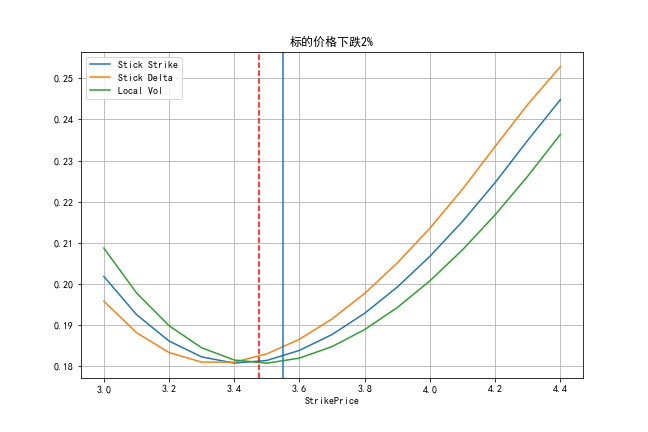 标的价格下跌2%
Stick Strike
Stick Delta
Local Vol
0.25
0.24
0.23
0.22
0.21
0.20
0.19
0.18
3.0 3.2 3.4 3.6 3.8 4.0 4.2 4.4
StrikePrice